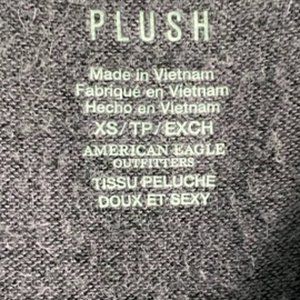 PLUSH
Made in Vietnam
Fabriqué en Vietnam
Hecho en Vietnam
XS/TP/EXCH
AMERICAN EAGLE
OUTFITTERS
TISSU PELUCHE
DOUX ET SEXY